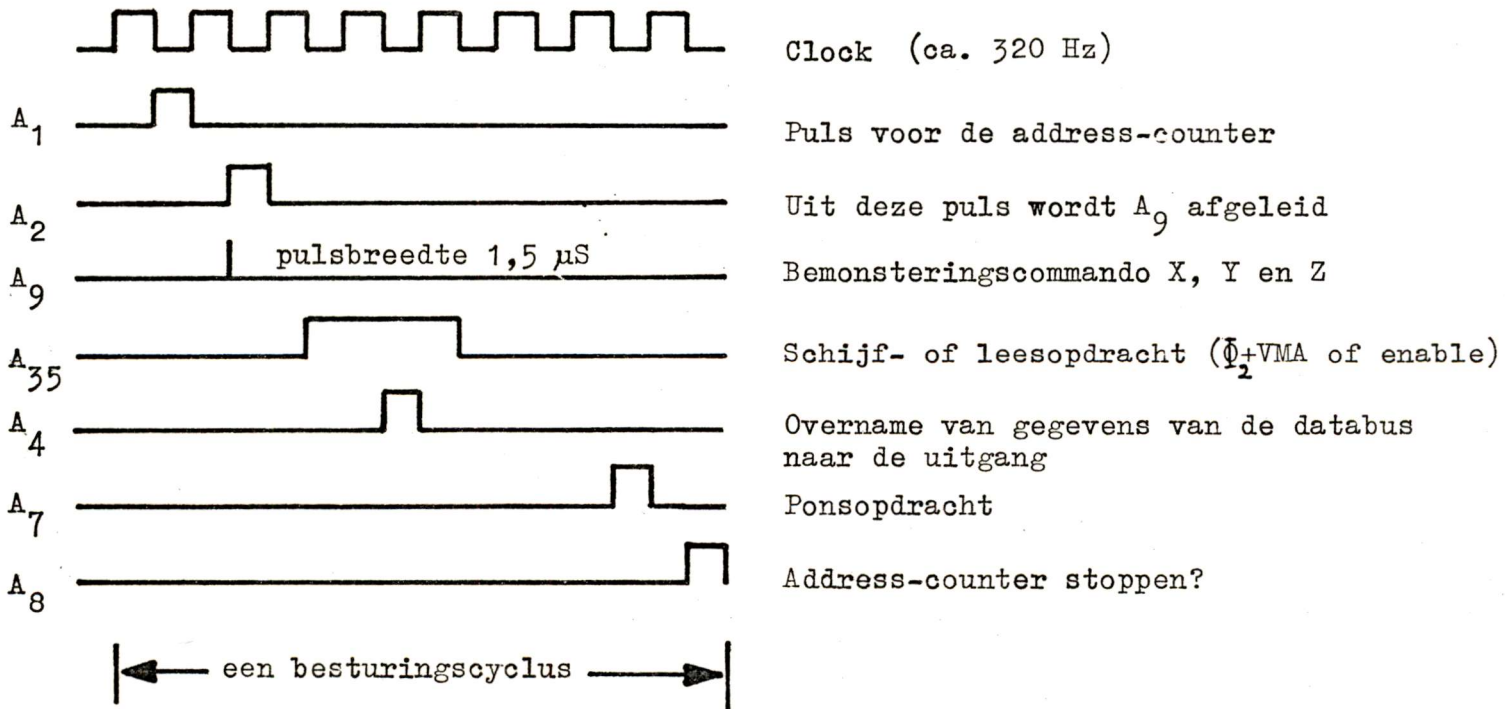 Clock (ca. 320 Hz)
A1 Puls voor de address-counter
A2 Uit deze puls wordt A9 afgeleid
A9 pulsbreedte 1,5 µS Bemonsteringscommando X, Y en Z
A35 Schijf- of leesopdracht (Φ2+VMA of enable)
A4 Overname van gegevens van de databus
naar de uitgang
A7 Ponsopdracht
A8 Address-counter stoppen?
een besturingscyclus